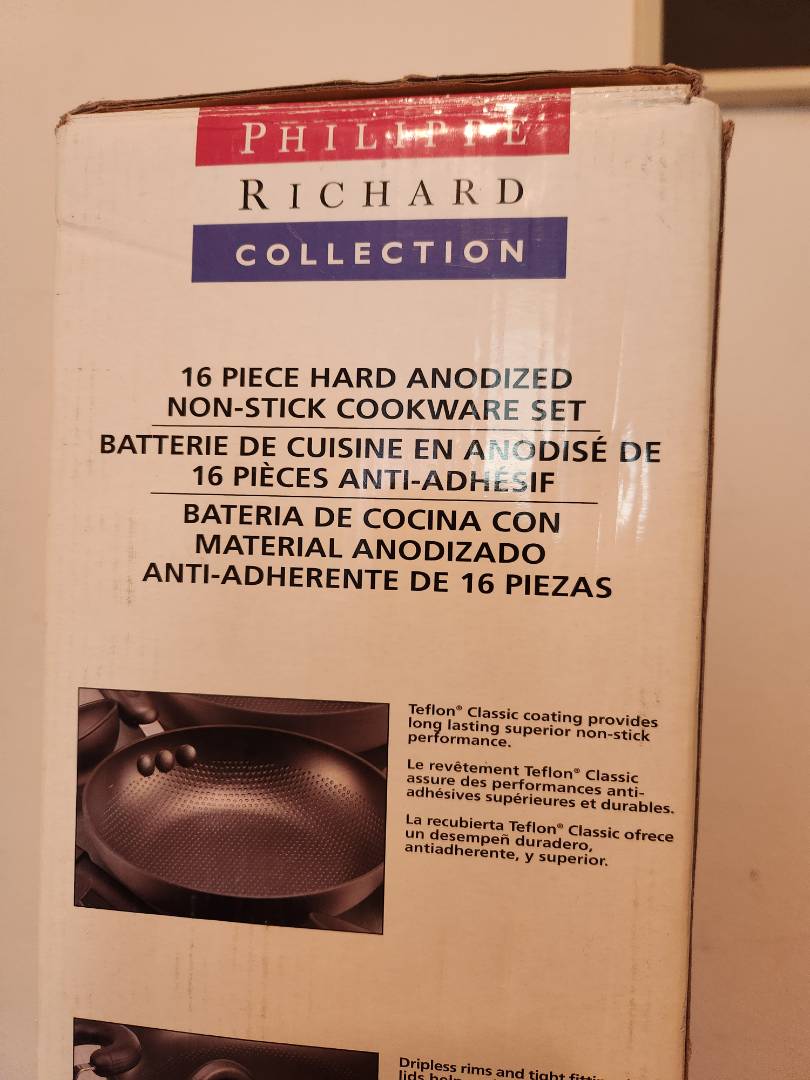 PHILIPPE
RICHARD
COLLECTION
16 PIECE HARD ANODIZED
NON-STICK COOKWARE SET
BATTERIE DE CUISINE EN ANODISÉ DE
16 PIÈCES ANTI-ADHÉSIF
BATERIA DE COCINA CON
MATERIAL ANODIZADO
ANTI-ADHERENTE DE 16 PIEZAS
Teflon® Classic coating provides
long lasting superior non-stick
performance.
Le revêtement Teflon® Classic
assure des performances anti-
adhésives supérieures et durables.
La recubierta Teflon® Classic ofrece
un desempeñ duradero,
antiadherente, y superior.
Dripless rims and tight
lids